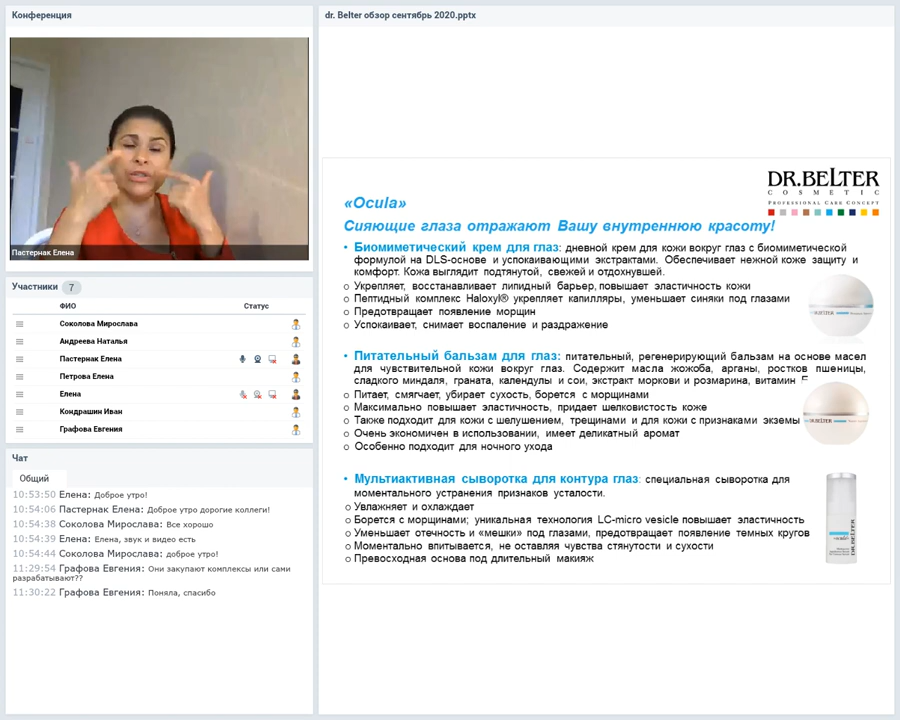 Конференция
Пастернак Елена
Участники 7
ФИО Статус
Соколова Мирослава
Андреева Наталья
Пастернак Елена
Петрова Елена
Елена
Кондрашин Иван
Графова Евгения
Чат
Общий
10:53:50 Елена: Доброе утро!
10:54:06 Пастернак Елена: Доброе утро дорогие коллеги!
10:54:38 Соколова Мирослава: Все хорошо
10:54:39 Елена: Елена, звук и видео есть
10:54:44 Соколова Мирослава: доброе утро!
11:29:54 Графова Евгения: Они закупают комплексы или сами
разрабатывают??
11:30:22 Графова Евгения: Поняла, спасибо
dr. Belter обзор сентябрь 2020.pptx
DR.BELTER
COSMETIC
PROFESSIONAL CARE CONCEPT
«Ocula»
Сияющие глаза отражают Вашу внутреннюю красоту!
• Биомиметический крем для глаз: дневной крем для кожи вокруг глаз с биомиметической
формулой на DLS-основе и успокаивающими экстрактами. Обеспечивает нежной коже защиту и
комфорт. Кожа выглядит подтянутой, свежей и отдохнувшей.
o Укрепляет, восстанавливает липидный барьер, повышает эластичность кожи
o Пептидный комплекс Haloxyl® укрепляет капилляры, уменьшает синяки под глазами
o Предотвращает появление морщин
o Успокаивает, снимает воспаление и раздражение
• Питательный бальзам для глаз: питательный, регенерирующий бальзам на основе масел
для чувствительной кожи вокруг глаз. Содержит масла жожоба, арганы, ростков пшеницы,
сладкого миндаля, граната, календулы и сои, экстракт моркови и розмарина, витамин
o Питает, смягчает, убирает сухость, борется с морщинами
o Максимально повышает эластичность, придает шелковистость коже
o Также подходит для кожи с шелушением, трещинами и для кожи с признаками экземы
o Очень экономичен в использовании, имеет деликатный аромат
o Особенно подходит для ночного ухода
DR.BELTER
• Мультиактивная сыворотка для контура глаз: специальная сыворотка для
моментального устранения признаков усталости.
o Увлажняет и охлаждает
o Борется с морщинами; уникальная технология LC-micro vesicle повышает эластичность
o Уменьшает отечность и «мешки» под глазами, предотвращает появление темных кругов
o Моментально впитывается, не оставляя чувства стянутости и сухости
o Превосходная основа под длительный макияж
DR.BELTER